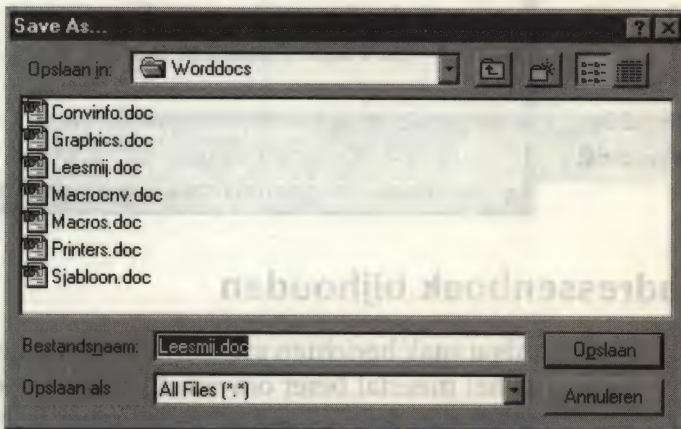 Save As...
Opslaan in: Worddocs
Convinfo.doc
Graphics.doc
Leesmij.doc
Macrocnv.doc
Macros.doc
Printers.doc
Sjabloon.doc
adressenboek bijhouden
Bestandsnaam: Leesmij.doc Opslaan
Opslaan als All Files (*.*) Annuleren